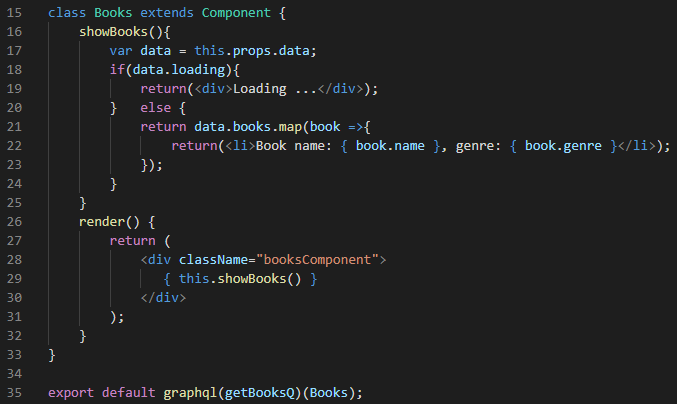 15 class Books extends Component {
16     showBooks(){
17         var data = this.props.data;
18         if(data.loading){
19             return(<div>Loading ...</div>);
20         }   else {
21             return data.books.map(book =>{
22                 return(<li>Book name: { book.name }, genre: { book.genre }</li>);
23             });
24         }
25     }
26     render() {
27         return (
28             <div className="booksComponent">
29                { this.showBooks() }
30             </div>
31         );
32     }
33 }
34
35 export default graphql(getBooksQ)(Books);